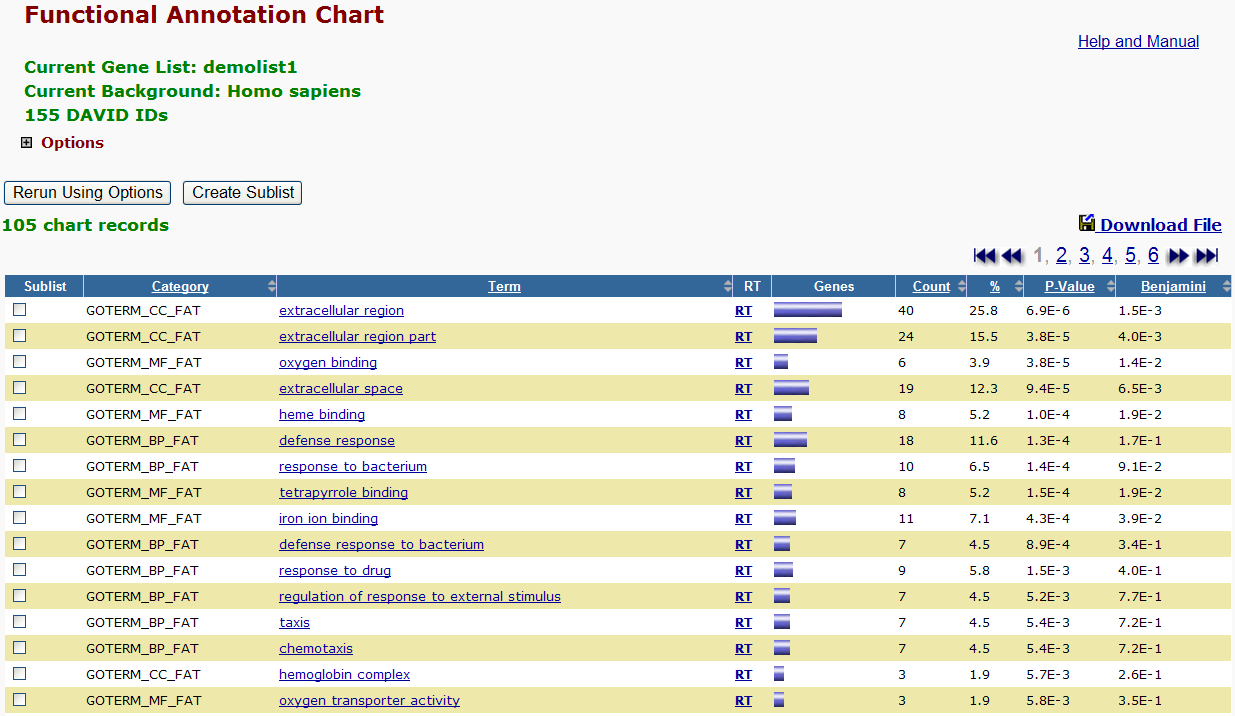 Functional Annotation Chart
Help and Manual
Current Gene List: demolist1
Current Background: Homo sapiens
155 DAVID IDs
Options
Rerun Using Options Create Sublist
105 chart records Download File
1, 2, 3, 4, 5, 6
Sublist Category Term RT Genes Count % P-Value Benjamini
GOTERM_CC_FAT extracellular region RT 40 25.8 6.9E-6 1.5E-3
GOTERM_CC_FAT extracellular region part RT 24 15.5 3.8E-5 4.0E-3
GOTERM_MF_FAT oxygen binding RT 6 3.9 3.8E-5 1.4E-2
GOTERM_CC_FAT extracellular space RT 19 12.3 9.4E-5 6.5E-3
GOTERM_MF_FAT heme binding RT 8 5.2 1.0E-4 1.9E-2
GOTERM_BP_FAT defense response RT 18 11.6 1.3E-4 1.7E-1
GOTERM_BP_FAT response to bacterium RT 10 6.5 1.4E-4 9.1E-2
GOTERM_MF_FAT tetrapyrrole binding RT 8 5.2 1.5E-4 1.9E-2
GOTERM_MF_FAT iron ion binding RT 11 7.1 4.3E-4 3.9E-2
GOTERM_BP_FAT defense response to bacterium RT 7 4.5 8.9E-4 3.4E-1
GOTERM_BP_FAT response to drug RT 9 5.8 1.5E-3 4.0E-1
GOTERM_BP_FAT regulation of response to external stimulus RT 7 4.5 5.2E-3 7.7E-1
GOTERM_BP_FAT taxis RT 7 4.5 5.4E-3 7.2E-1
GOTERM_BP_FAT chemotaxis RT 7 4.5 5.4E-3 7.2E-1
GOTERM_CC_FAT hemoglobin complex RT 3 1.9 5.7E-3 2.6E-1
GOTERM_MF_FAT oxygen transporter activity RT 3 1.9 5.8E-3 3.5E-1